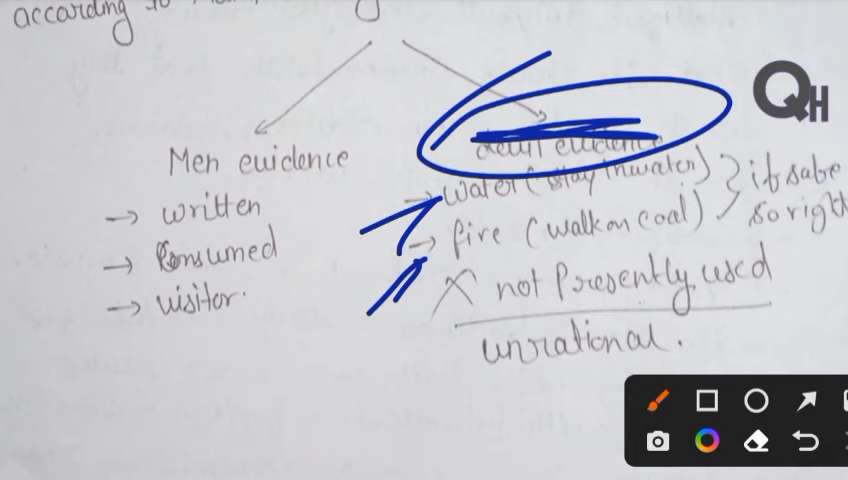 according to
Men evidence
→ written
→ Consumed
→ visitor.
evidence
→ water (stay in water) } if safe
→ fire (walk on coal) so right
X not Presently used
unrational.
QH